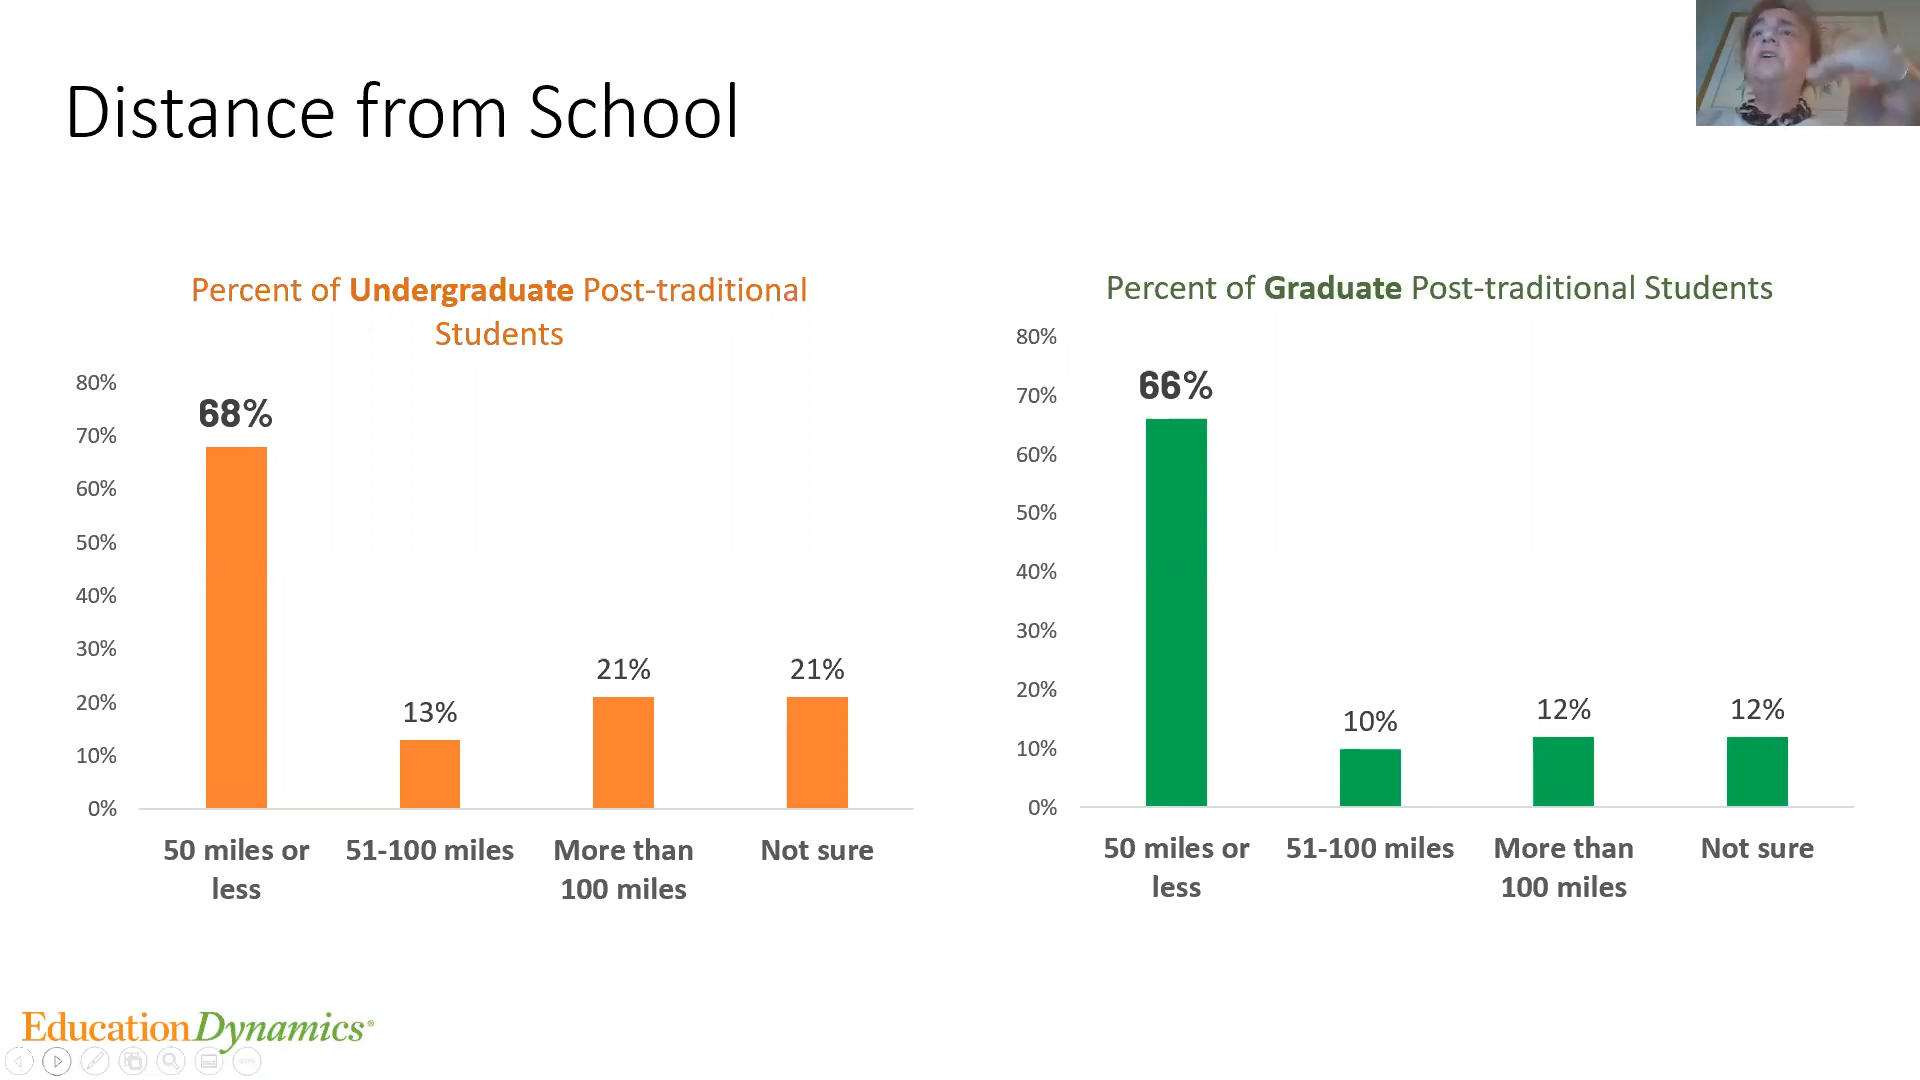 Distance from School
Percent of Undergraduate Post-traditional
Students
80%
70%
60%
50%
40%
30%
20%
10%
0%
68%
13%
21%
21%
50 miles or
less
51-100 miles
More than
100 miles
Not sure
Percent of Graduate Post-traditional Students
80%
70%
60%
50%
40%
30%
20%
10%
0%
66%
10%
12%
12%
50 miles or
less
51-100 miles
More than
100 miles
Not sure
EducationDynamics®